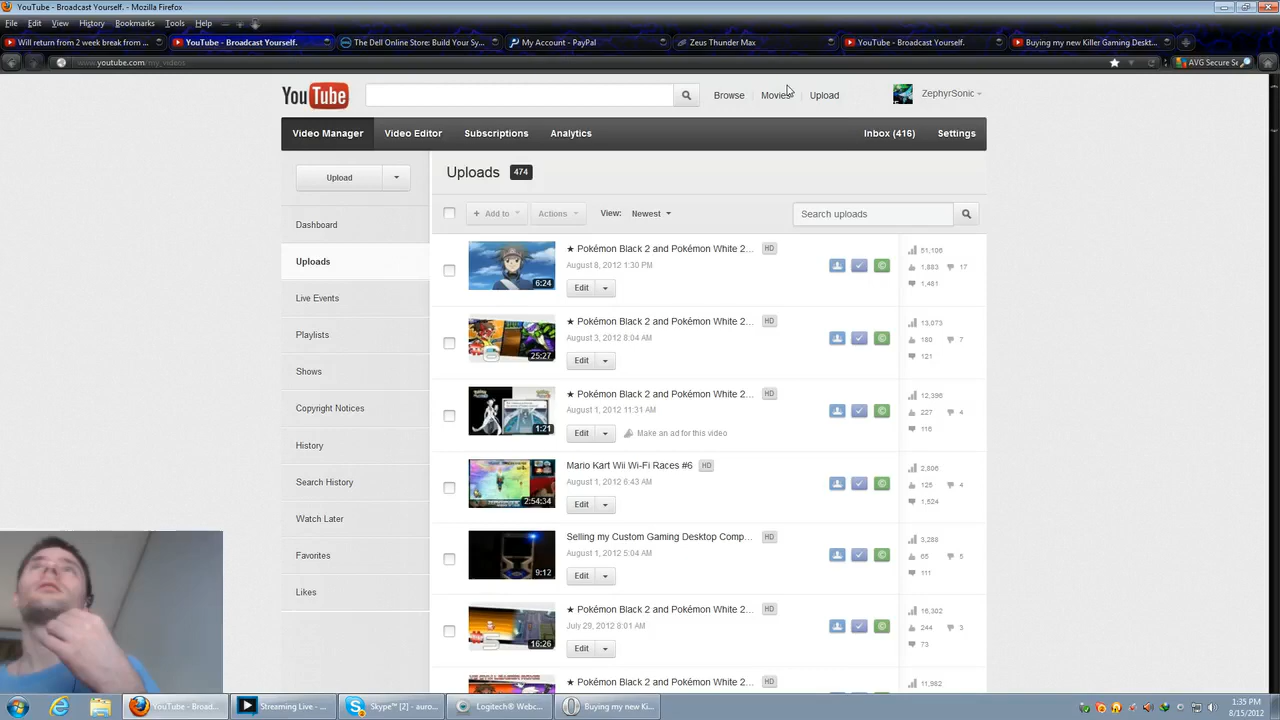 YouTube - Broadcast Yourself. - Mozilla Firefox
File Edit View History Bookmarks Tools Help
Will return from 2 week break from ...
YouTube - Broadcast Yourself.
The Dell Online Store: Build Your Sy...
My Account - PayPal
Zeus Thunder Max
YouTube - Broadcast Yourself.
Buying my new Killer Gaming Deskt...
www.youtube.com/my_videos
AVG Secure Se
YouTube
Browse
Movies
Upload
ZephyrSonic
Video Manager
Video Editor
Subscriptions
Analytics
Inbox (416)
Settings
Upload
Uploads 474
+ Add to
Actions
View: Newest
Search uploads
Dashboard
Uploads
Live Events
Playlists
Shows
Copyright Notices
History
Search History
Watch Later
Favorites
Likes
★ Pokémon Black 2 and Pokémon White 2... HD
August 8, 2012 1:30 PM
Edit
6:24
51,106
1,883 17
1,481
★ Pokémon Black 2 and Pokémon White 2... HD
August 3, 2012 8:04 AM
Edit
25:27
13,073
180 7
121
★ Pokémon Black 2 and Pokémon White 2... HD
August 1, 2012 11:31 AM
Edit
Make an ad for this video
1:21
12,396
227 4
116
Mario Kart Wii Wi-Fi Races #6 HD
August 1, 2012 6:43 AM
Edit
2:54:34
2,806
126 4
1,524
Selling my Custom Gaming Desktop Comp... HD
August 1, 2012 5:04 AM
Edit
9:12
3,288
65 5
111
★ Pokémon Black 2 and Pokémon White 2... HD
July 29, 2012 8:01 AM
Edit
16:26
16,302
244 3
73
★ Pokémon Black 2 and Pokémon White 2... HD
11,982
YouTube - Broad...
Streaming Live - ...
Skype™ [2] - auro...
Logitech® Webc...
Buying my new Ki...
1:35 PM
8/15/2012